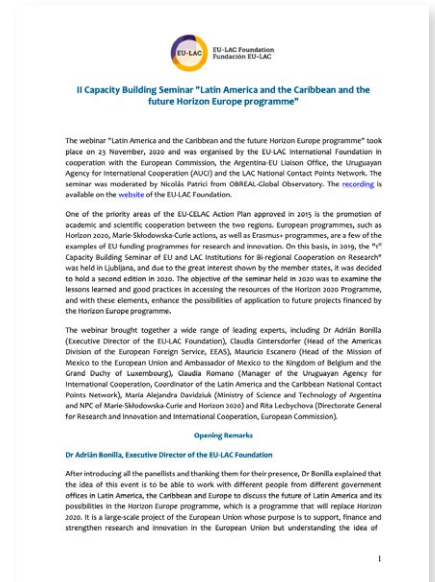 EU-LAC
EU-LAC Foundation
Fundación EU-LAC
II Capacity Building Seminar "Latin America and the Caribbean and the
future Horizon Europe programme"
The webinar "Latin America and the Caribbean and the future Horizon Europe programme" took
place on 23 November, 2020 and was organised by the EU-LAC International Foundation in
cooperation with the European Commission, the Argentina-EU Liaison Office, the Uruguayan
Agency for International Cooperation (AUCI) and the LAC National Contact Points Network. The
seminar was moderated by Nicolás Patrici from OBREAL-Global Observatory. The recording is
available on the website of the EU-LAC Foundation.
One of the priority areas of the EU-CELAC Action Plan approved in 2015 is the promotion of
academic and scientific cooperation between the two regions. European programmes, such as
Horizon 2020, Marie-Skłodowska-Curie actions, as well as Erasmus+ programmes, are a few of the
examples of EU funding programmes for research and innovation. On this basis, in 2019, the "1st
Capacity Building Seminar of EU and LAC Institutions for Bi-regional Cooperation on Research"
was held in Ljubljana, and due to the great interest shown by the member states, it was decided
to hold a second edition in 2020. The objective of the seminar held in 2020 was to examine the
lessons learned and good practices in accessing the resources of the Horizon 2020 Programme,
and with these elements, enhance the possibilities of application to future projects financed by
the Horizon Europe programme.
The webinar brought together a wide range of leading experts, including Dr Adrián Bonilla
(Executive Director of the EU-LAC Foundation), Claudia Gintersdorfer (Head of the Americas
Division of the European Foreign Service, EEAS), Mauricio Escanero (Head of the Mission of
Mexico to the European Union and Ambassador of Mexico to the Kingdom of Belgium and the
Grand Duchy of Luxembourg), Claudia Romano (Manager of the Uruguayan Agency for
International Cooperation, Coordinator of the Latin America and the Caribbean National Contact
Points Network), Maria Alejandra Davidziuk (Ministry of Science and Technology of Argentina
and NPC of Marie-Skłodowska-Curie and Horizon 2020) and Rita Lecbychova (Directorate General
for Research and Innovation and International Cooperation, European Commission).
Opening Remarks
Dr Adrián Bonilla, Executive Director of the EU-LAC Foundation
After introducing all the panellists and thanking them for their presence, Dr Bonilla explained that
the idea of this event is to be able to work with different people from different government
offices in Latin America, the Caribbean and Europe to discuss the future of Latin America and its
possibilities in the Horizon Europe programme, which is a programme that will replace Horizon
2020. It is a large-scale project of the European Union whose purpose is to support, finance and
strengthen research and innovation in the European Union but understanding the idea of
1